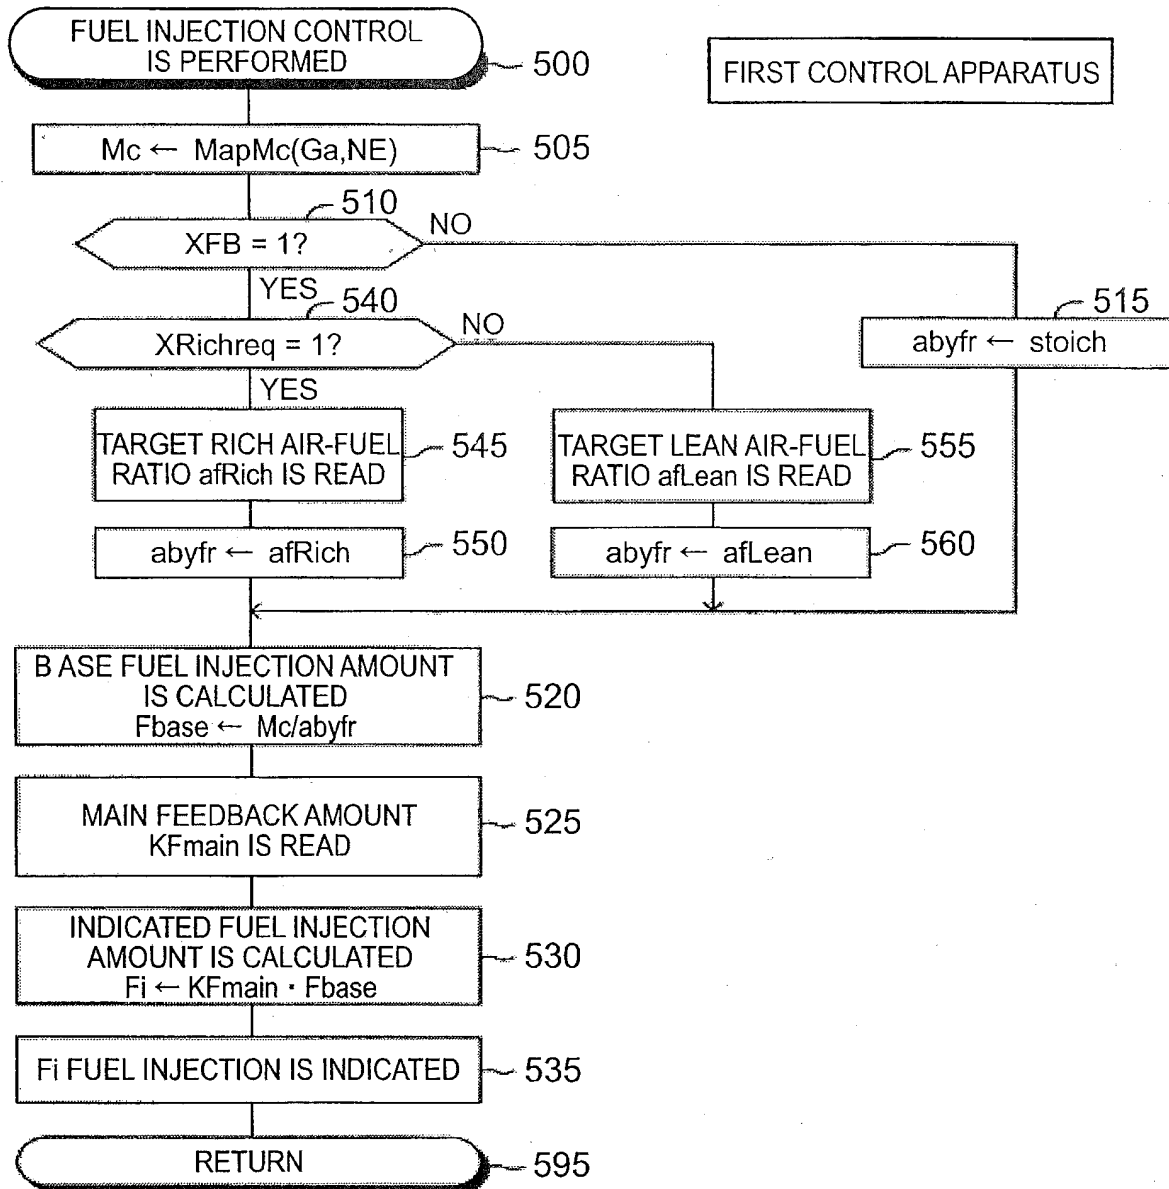 FUEL INJECTION CONTROL
IS PERFORMED
500
FIRST CONTROL APPARATUS
Mc ← MapMc(Ga,NE)
505
510
XFB = 1?
NO
YES
540
XRichreq = 1?
NO
YES
515
abyfr ← stoich
TARGET RICH AIR-FUEL
RATIO afRich IS READ
545
TARGET LEAN AIR-FUEL
RATIO afLean IS READ
555
abyfr ← afRich
550
abyfr ← afLean
560
B ASE FUEL INJECTION AMOUNT
IS CALCULATED
Fbase ← Mc/abyfr
520
MAIN FEEDBACK AMOUNT
KFmain IS READ
525
INDICATED FUEL INJECTION
AMOUNT IS CALCULATED
Fi ← KFmain · Fbase
530
Fi FUEL INJECTION IS INDICATED
535
RETURN
595